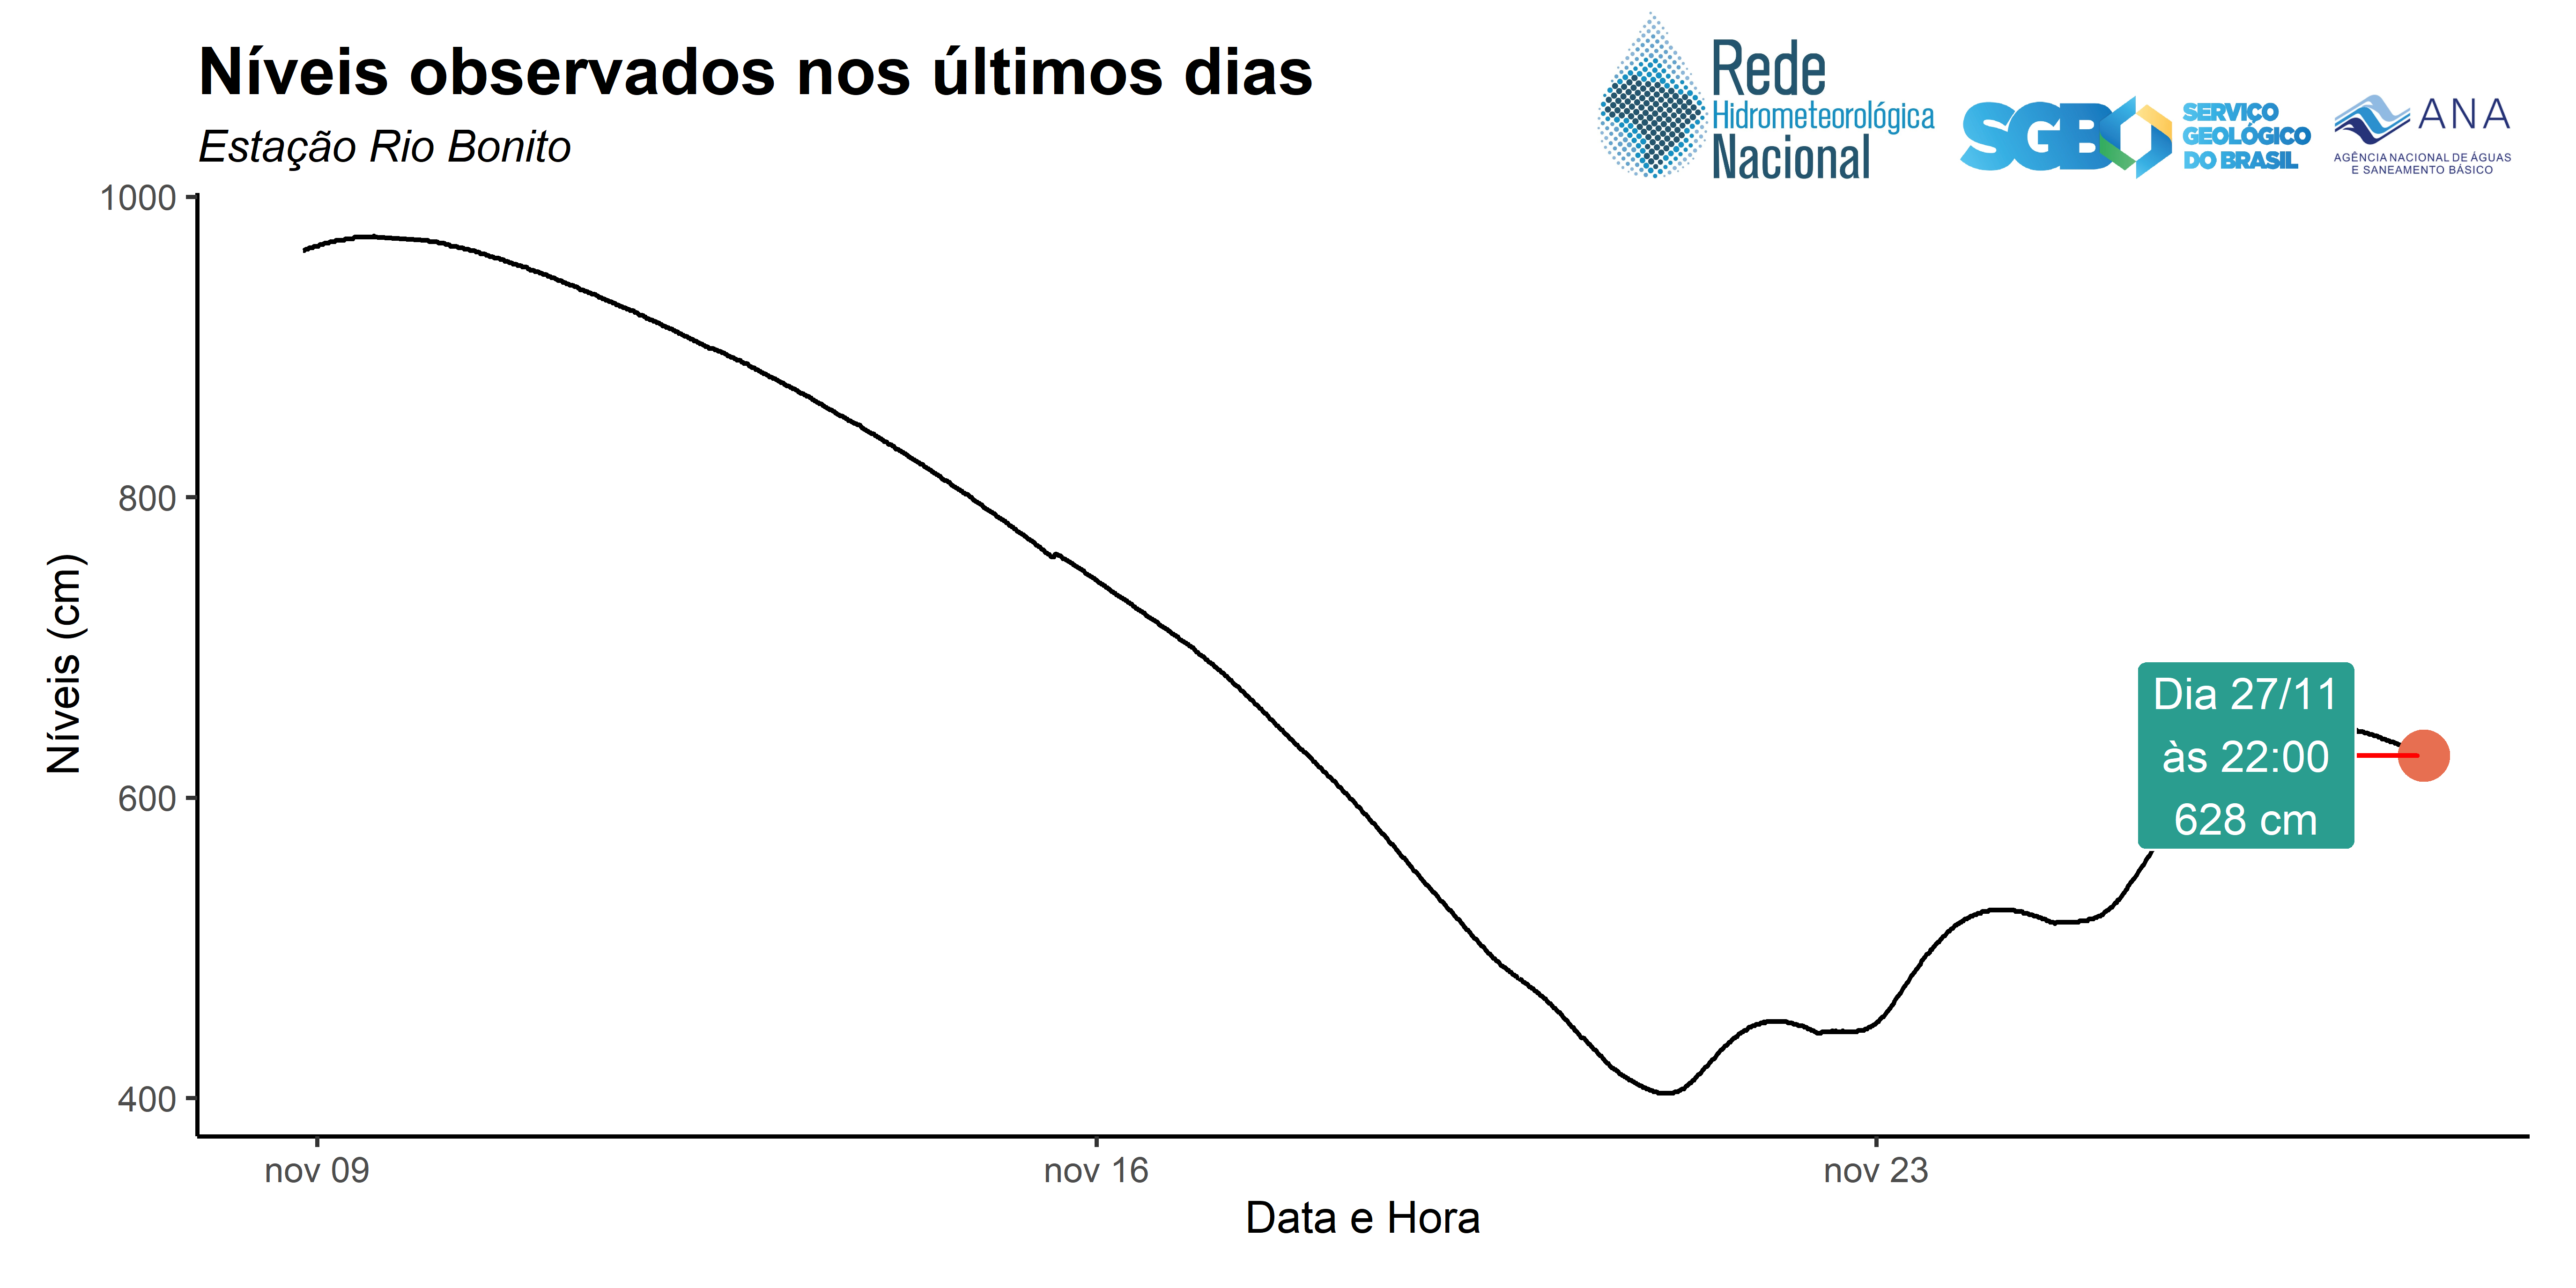 Níveis observados nos últimos dias
Estação Rio Bonito
Rede
Hidrometeorológica
Nacional
SGB
SERVIÇO
GEOLÓGICO
DO BRASIL
ANA
AGÊNCIA NACIONAL DE ÁGUAS
E SANEAMENTO BÁSICO
1000
800
600
400
Níveis (cm)
Dia 27/11
às 22:00
628 cm
nov 09
nov 16
nov 23
Data e Hora